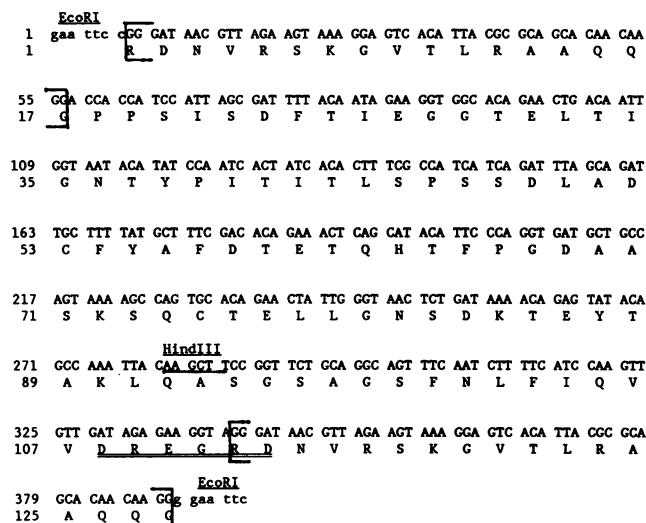 EcoRI
1 gaa ttc cGG GAT AAC GTT AGA AGT AAA GGA GTC ACA TTA CGC GCA GCA CAA CAA
1 R D N V R S K G V T L R A A Q Q
55 GGA CCA CCA TCC ATT AGC GAT TTT ACA ATA GAA GGT GGC ACA GAA CTG ACA ATT
17 G P P S I S D F T I E G G T E L T I
109 GGT AAT ACA TAT CCA ATC ACT ATC ACA CTT TCG CCA TCA TCA GAT TTA GCA GAT
35 G N T Y P I T I T L S P S S D L A D
163 TGC TTT TAT GCT TTC GAC ACA GAA ACT CAG CAT ACA TTC CCA GGT GAT GCT GCC
53 C F Y A F D T E T Q H T F P G D A A
217 AGT AAA AGC CAG TGC ACA GAA CTA TTG GGT AAC TCT GAT AAA ACA GAG TAT ACA
71 S K S Q C T E L L G N S D K T E Y T
HindIII
271 GCC AAA TTA CAA GCT TCC GGT TCT GCA GGC AGT TTC AAT CTT TTC ATC CAA GTT
89 A K L Q A S G S A G S F N L F I Q V
325 GTT GAT AGA GAA GGT AGG GAT AAC GTT AGA AGT AAA GGA GTC ACA TTA CGC GCA
107 V D R E G R D N V R S K G V T L R A
EcoRI
379 GCA CAA CAA GGg gaa ttc
125 A Q Q G